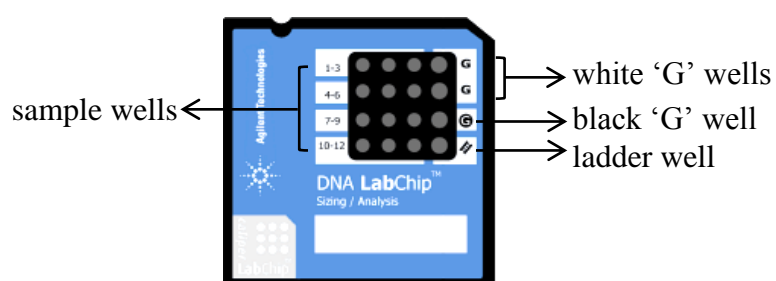 1-3
G
4-6
G
7-9
G
10-12
sample wells
white ‘G’ wells
black ‘G’ well
ladder well
Agilent Technologies
DNA LabChip™
Sizing / Analysis
caliper
LabChip